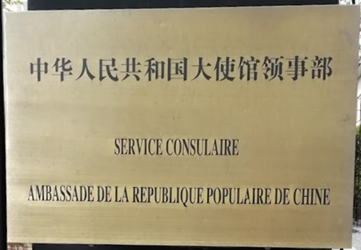 中华人民共和国大使馆领事部
SERVICE CONSULAIRE
AMBASSADE DE LA REPUBLIQUE POPULAIRE DE CHINE